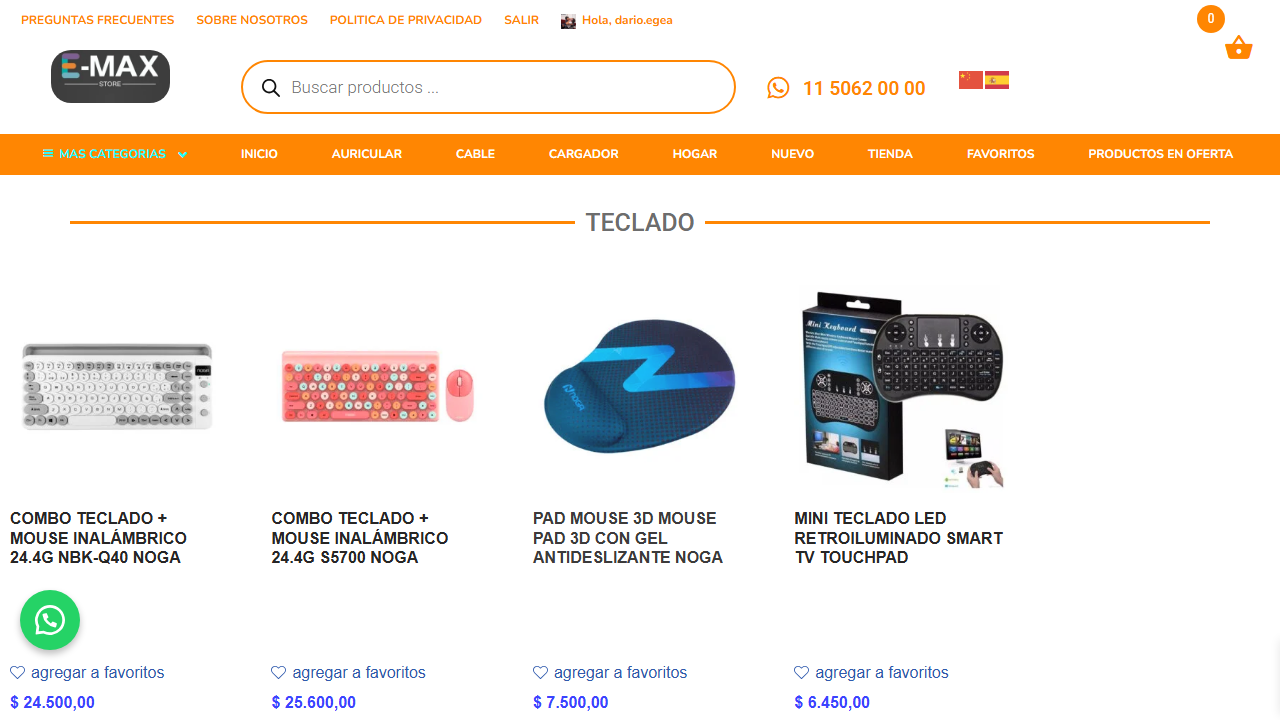 PREGUNTAS FRECUENTES SOBRE NOSOTROS POLITICA DE PRIVACIDAD SALIR Hola, dario.egea
0
E-MAX
STORE
Buscar productos ...
11 5062 00 00
MAS CATEGORIAS INICIO AURICULAR CABLE CARGADOR HOGAR NUEVO TIENDA FAVORITOS PRODUCTOS EN OFERTA
TECLADO
Mini Keyboard
noga
NOGA
COMBO TECLADO +
MOUSE INALÁMBRICO
24.4G NBK-Q40 NOGA
COMBO TECLADO +
MOUSE INALÁMBRICO
24.4G S5700 NOGA
PAD MOUSE 3D MOUSE
PAD 3D CON GEL
ANTIDESLIZANTE NOGA
MINI TECLADO LED
RETROILUMINADO SMART
TV TOUCHPAD
agregar a favoritos
$ 24.500,00
agregar a favoritos
$ 25.600,00
agregar a favoritos
$ 7.500,00
agregar a favoritos
$ 6.450,00